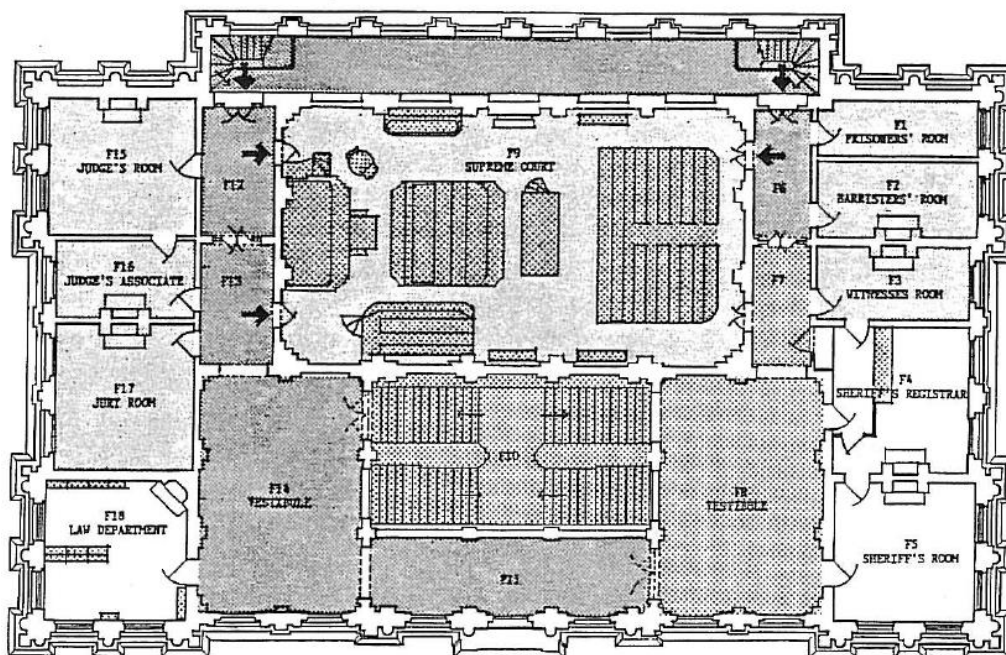 F15
JUDGE'S ROOM
F12
F9
SUPREME COURT
F6
F1
PRISONERS' ROOM
F2
BARRISTERS' ROOM
F16
JUDGE'S ASSOCIATE
F13
F7
F3
WITNESSES ROOM
F17
JURY ROOM
F4
SHERIFF'S REGISTRAR
F14
VESTIBULE
F10
F8
VESTIBULE
F18
LAW DEPARTMENT
F11
F5
SHERIFF'S ROOM